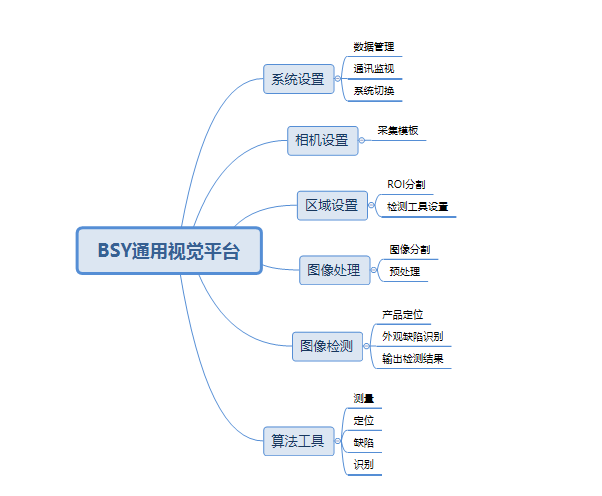 BSY通用视觉平台
系统设置
数据管理
通讯监视
系统切换
相机设置
采集模板
区域设置
ROI分割
检测工具设置
图像处理
图像分割
预处理
图像检测
产品定位
外观缺陷识别
输出检测结果
算法工具
测量
定位
缺陷
识别